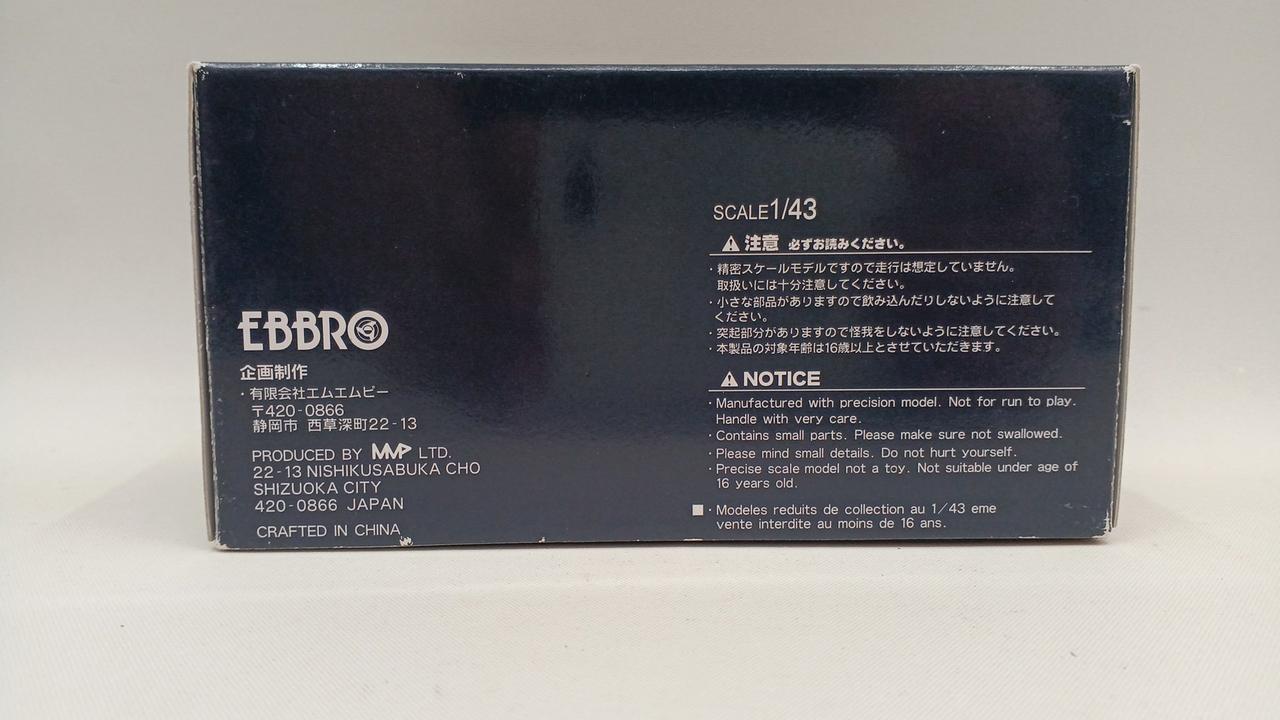 EBBRO
企画制作
・有限会社エムエムピー
〒420-0866
静岡市 西草深町22-13
PRODUCED BY MMP LTD.
22-13 NISHIKUSABUKA CHO
SHIZUOKA CITY
420-0866 JAPAN
CRAFTED IN CHINA
SCALE1/43
⚠注意 必ずお読みください。
・精密スケールモデルですので走行は想定していません。
取扱いには十分注意してください。
・小さな部品がありますので飲み込んだりしないように注意して
ください。
・突起部分がありますので怪我をしないように注意してください。
・本製品の対象年齢は16歳以上とさせていただきます。
⚠NOTICE
・Manufactured with precision model. Not for run to play.
Handle with very care.
・Contains small parts. Please make sure not swallowed.
・Please mind small details. Do not hurt yourself.
・Precise scale model not a toy. Not suitable under age of
16 years old.
■・Modeles reduits de collection au 1/43 eme
vente interdite au moins de 16 ans.